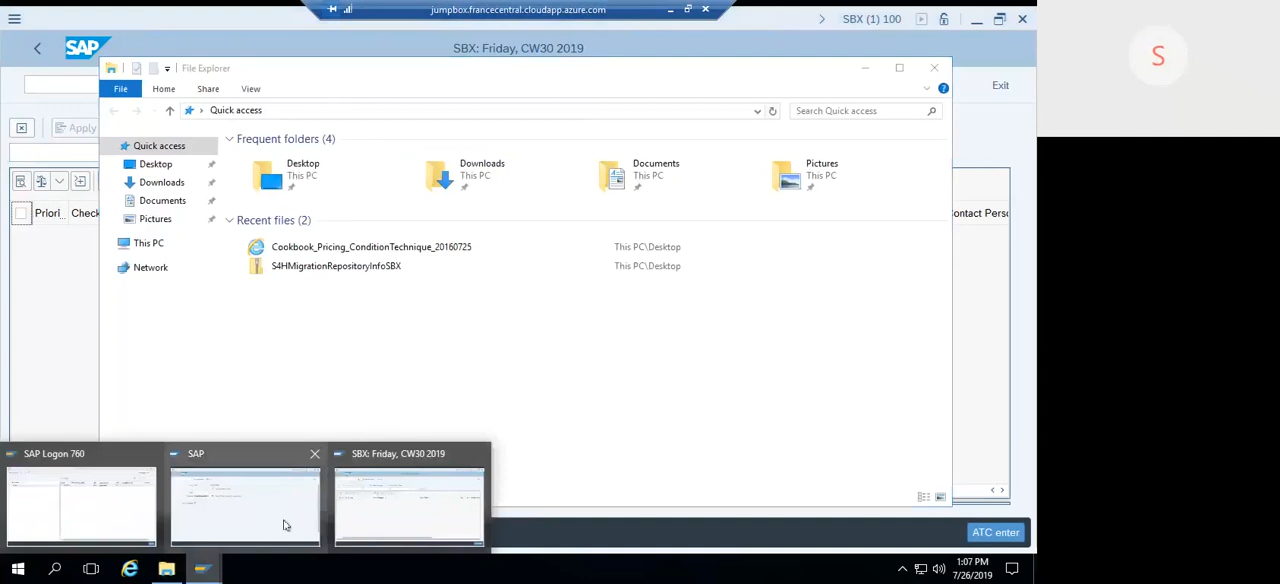 jumpbox.francecentral.cloudapp.azure.com
SBX (1) 100
SAP
SBX: Friday, CW30 2019
File Explorer
File
Home
Share
View
Exit
Quick access
Search Quick access
Apply
Quick access
Desktop
Downloads
Documents
Pictures
This PC
Network
Frequent folders (4)
Desktop
This PC
Downloads
This PC
Documents
This PC
Pictures
This PC
Recent files (2)
Cookbook_Pricing_ConditionTechnique_20160725
This PC\Desktop
S4HMigrationRepositoryInfoSBX
This PC\Desktop
Priori...
Check
ontact Perso
S
SAP Logon 760
SAP
SBX: Friday, CW30 2019
ATC enter
1:07 PM
7/26/2019